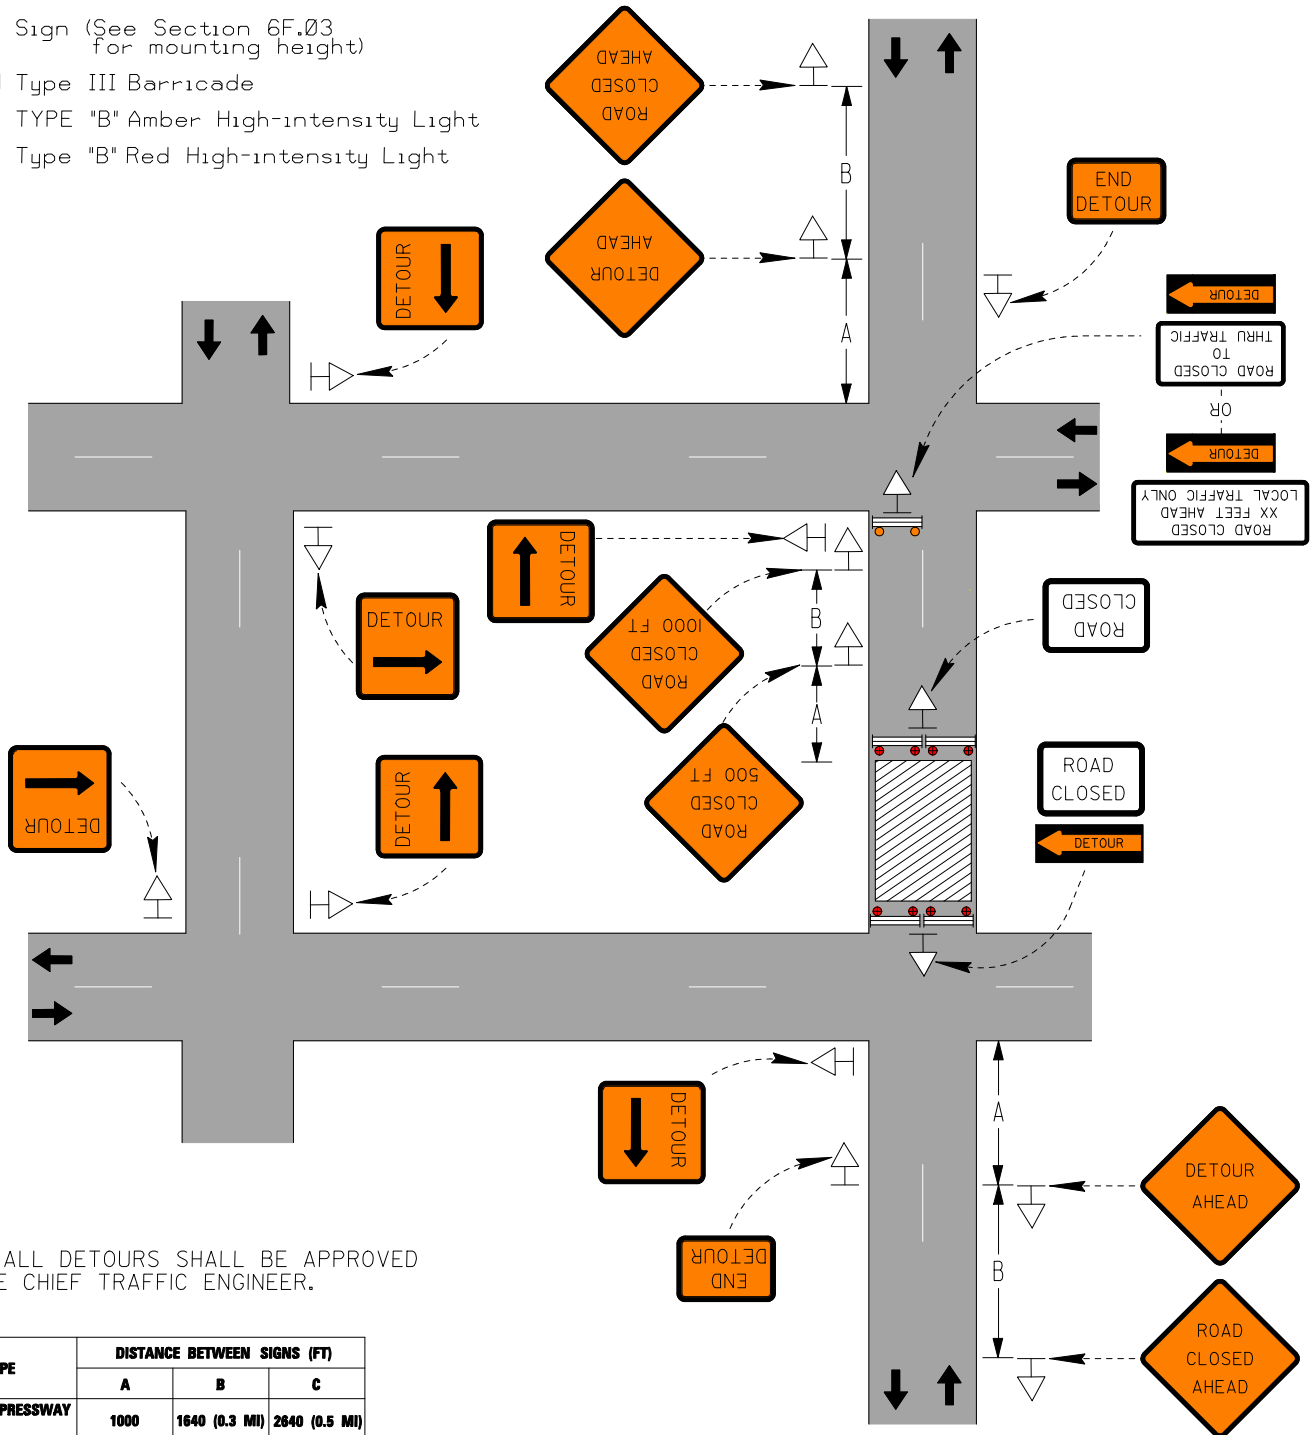 Sign (See Section 6F.Ø3
for mounting height)
Type III Barricade
TYPE "B" Amber High-intensity Light
Type "B" Red High-intensity Light
ROAD
CLOSED
AHEAD
DETOUR
AHEAD
B
A
END
DETOUR
DETOUR
DETOUR
ROAD CLOSED
TO
THRU TRAFFIC
OR
DETOUR
ROAD CLOSED
XX FEET AHEAD
LOCAL TRAFFIC ONLY
DETOUR
DETOUR
ROAD
CLOSED
1000 FT
B
A
ROAD
CLOSED
ROAD
CLOSED
500 FT
DETOUR
DETOUR
ROAD
CLOSED
DETOUR
DETOUR
A
B
DETOUR
AHEAD
END
DETOUR
ROAD
CLOSED
AHEAD
ALL DETOURS SHALL BE APPROVED
CHIEF TRAFFIC ENGINEER.
DISTANCE BETWEEN SIGNS (FT)
A B C
1000 1640 (0.3 MI) 2640 (0.5 MI)